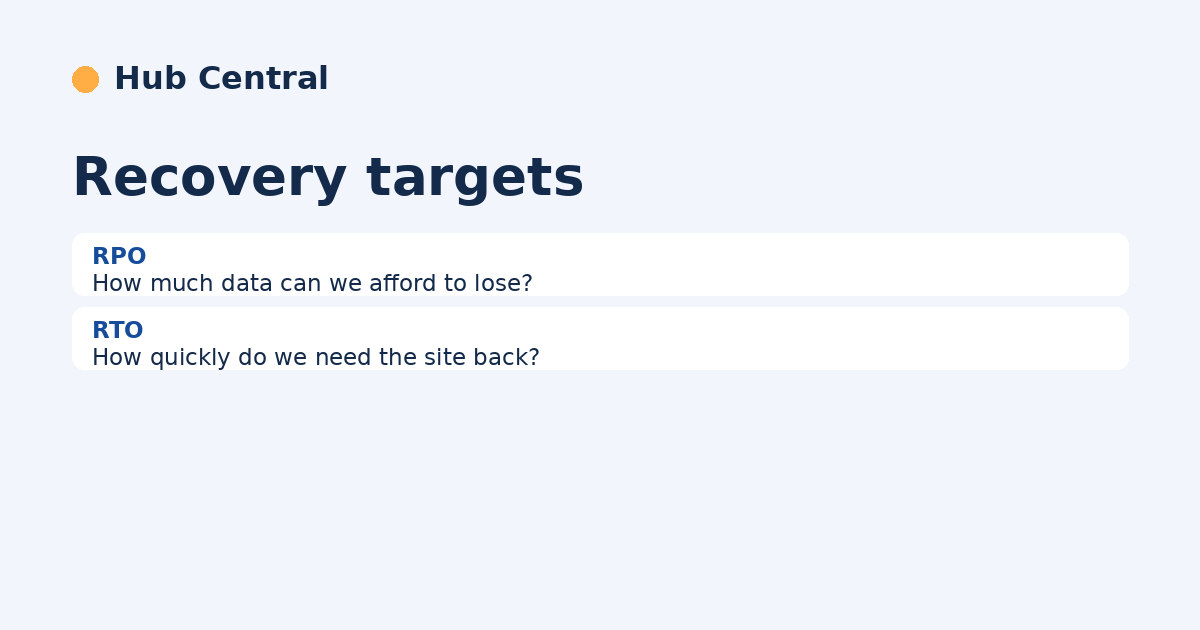 Hub Central
Recovery targets
RPO
How much data can we afford to lose?
RTO
How quickly do we need the site back?